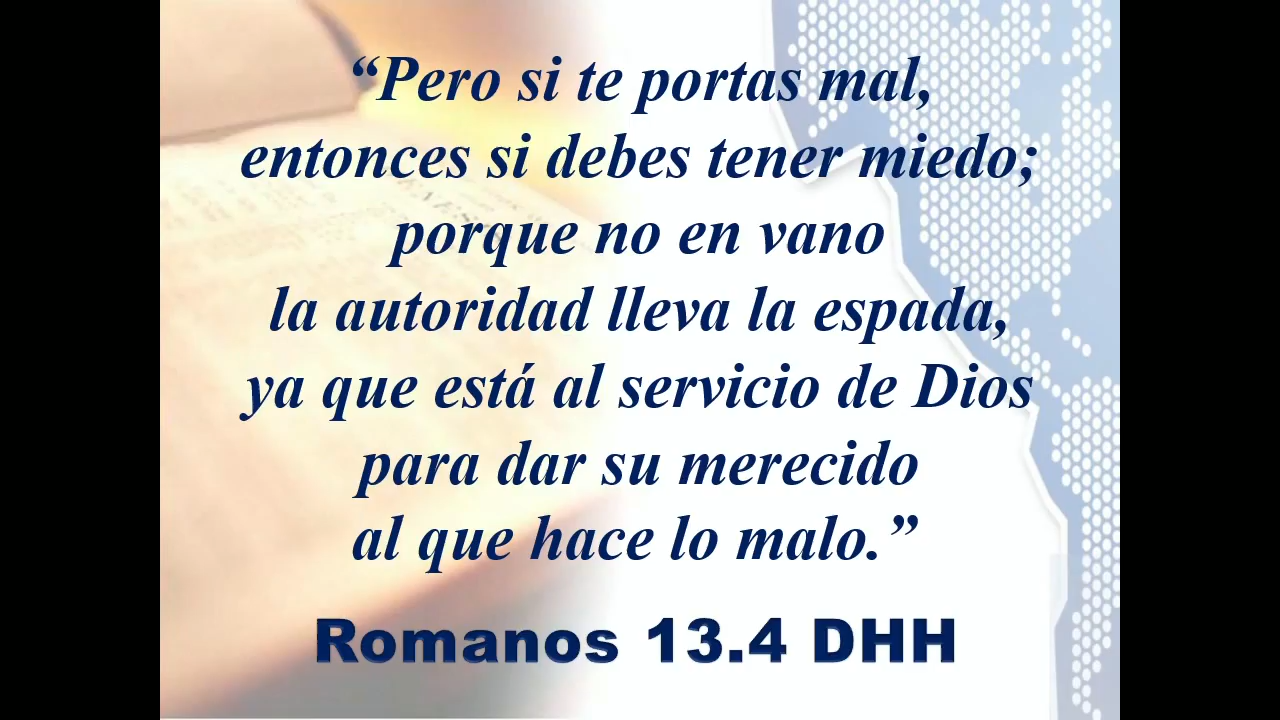 “Pero si te portas mal,
entonces si debes tener miedo;
porque no en vano
la autoridad lleva la espada,
ya que está al servicio de Dios
para dar su merecido
al que hace lo malo.”
Romanos 13.4 DHH